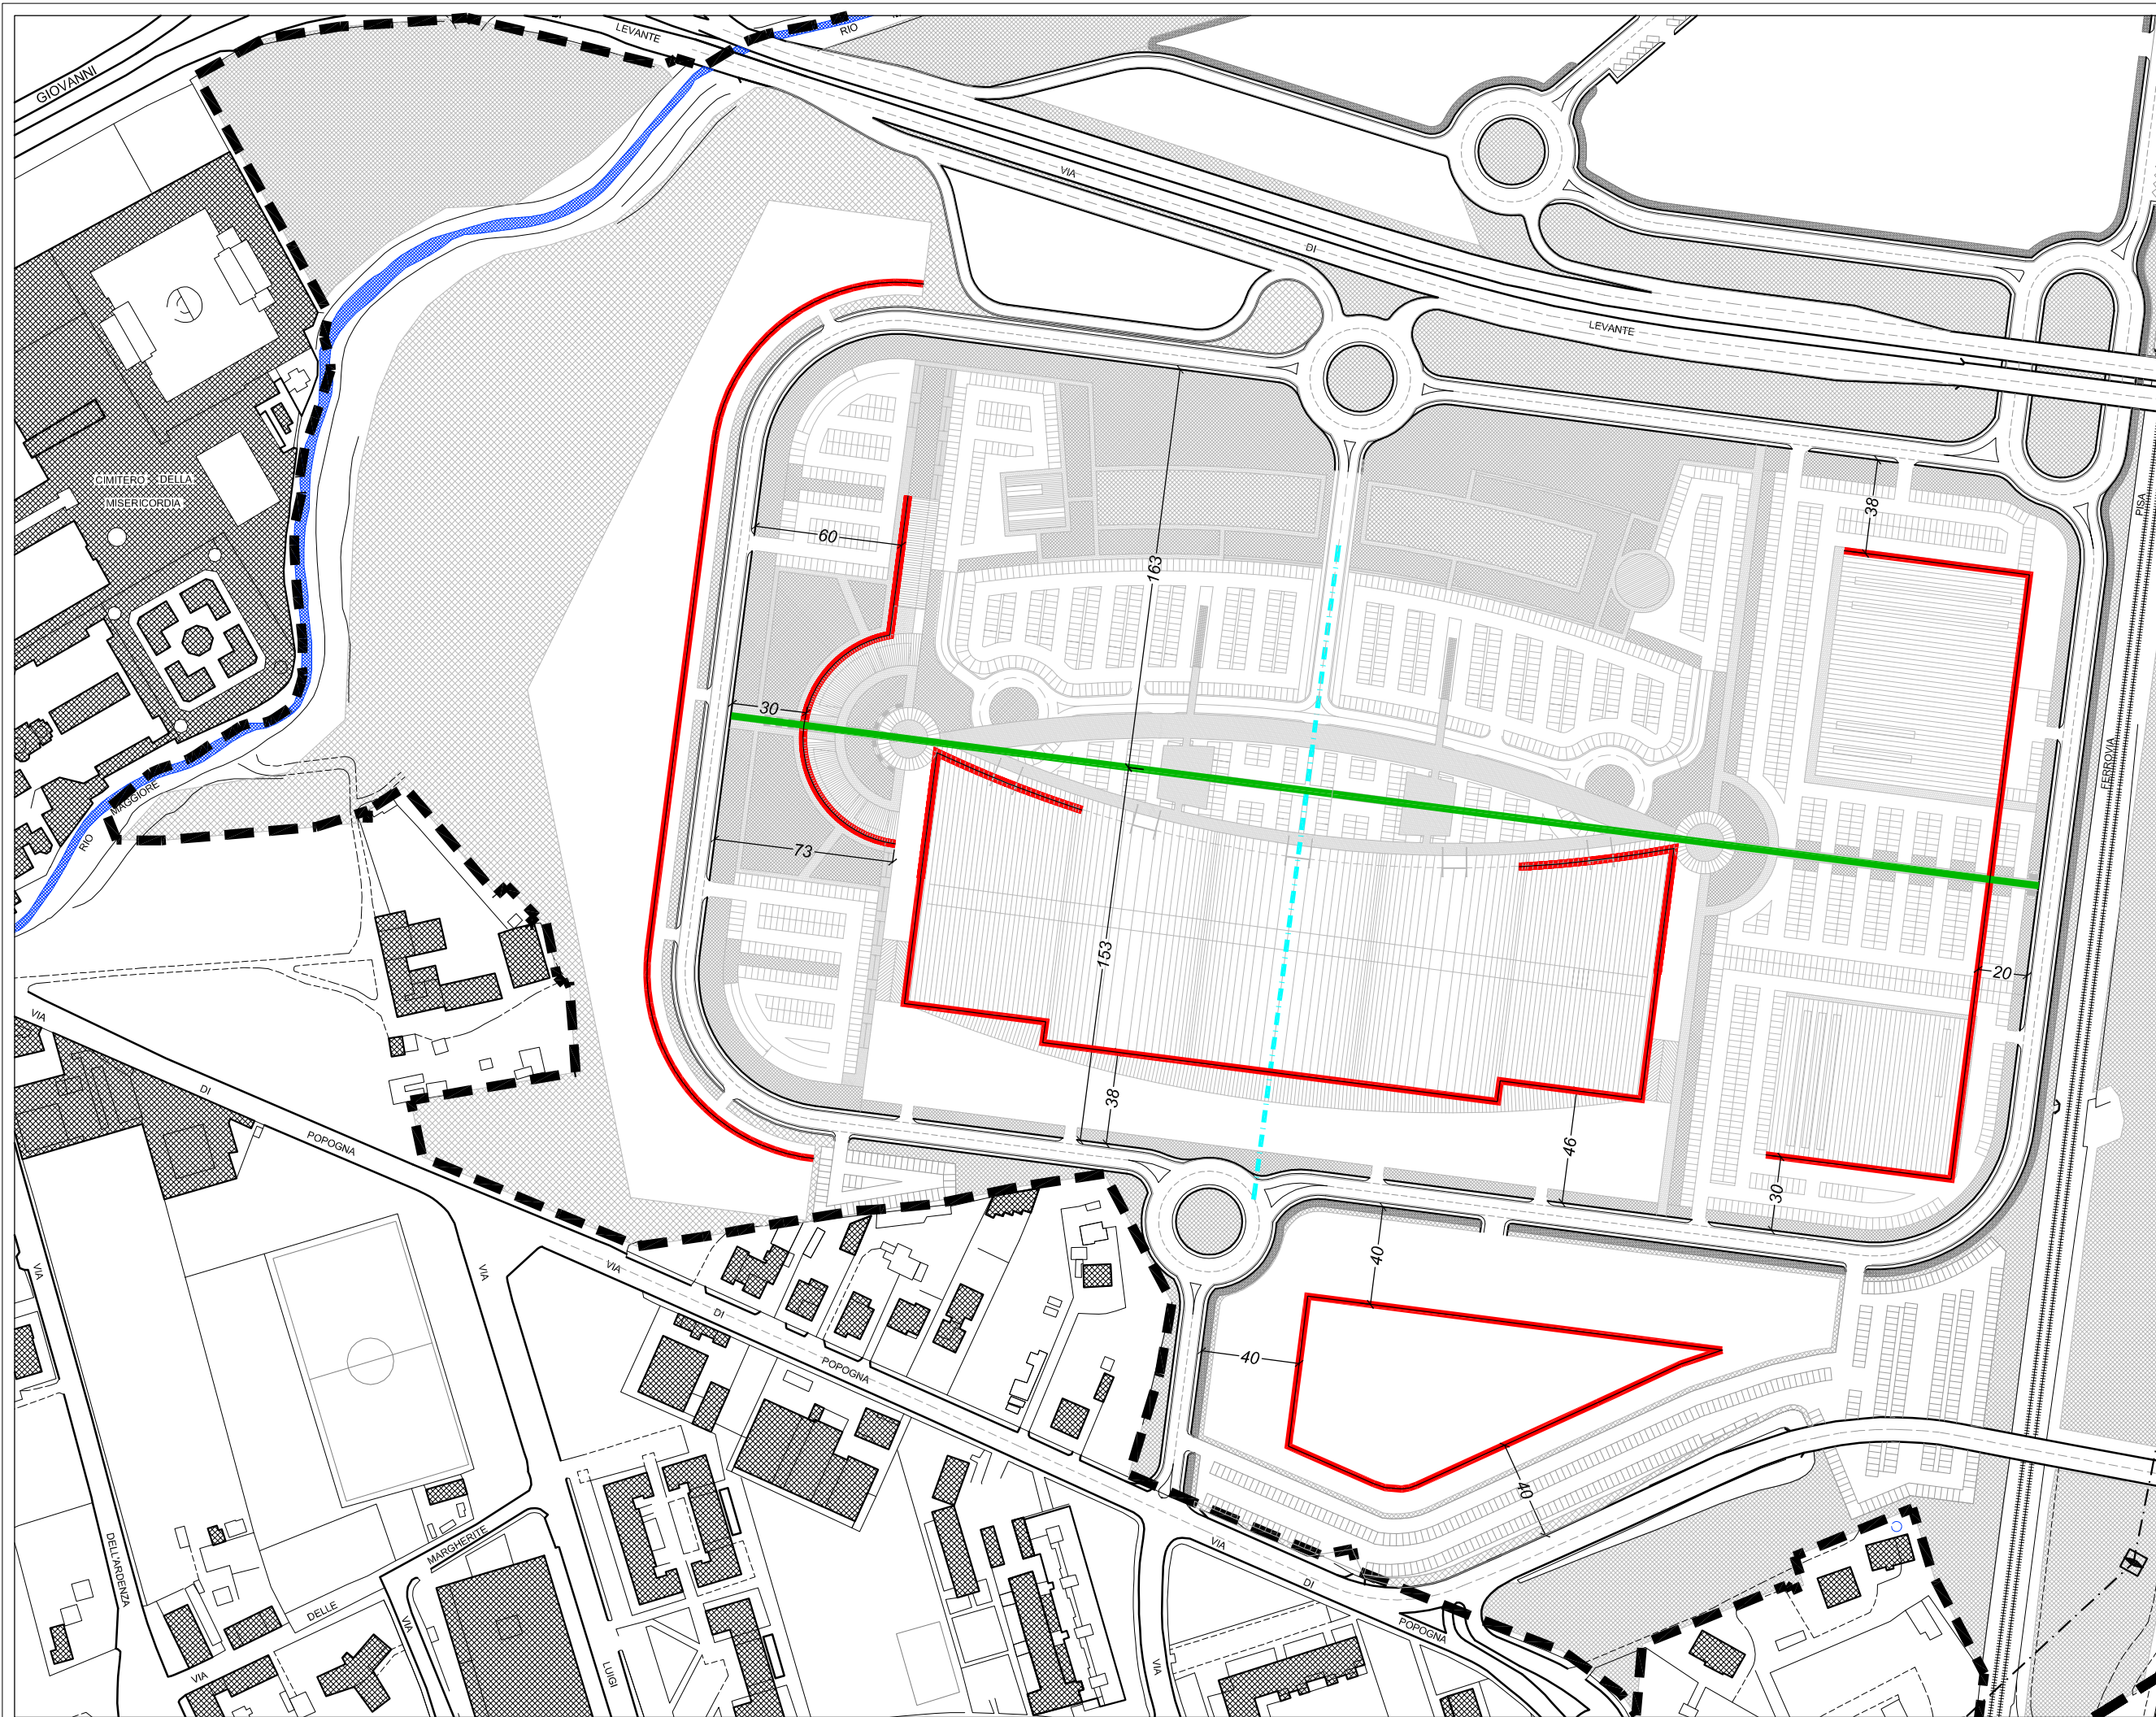 DI
LEVANTE
RIO
GIOVANNI
VIA
DI
LEVANTE
CIMITERO DELLA
MISERICORDIA
PISA
FERROVIA
60
163
38
30
73
153
20
38
46
30
40
40
40
RIO
MAGGIORE
VIA
DI
POPOGNA
VIA
VIA
DI
POPOGNA
VIA
DELL'ARDENZA
VIA
DELLE
MARGHERITE
VIA
LUIGI
VIA
VIA
DI
POPOGNA